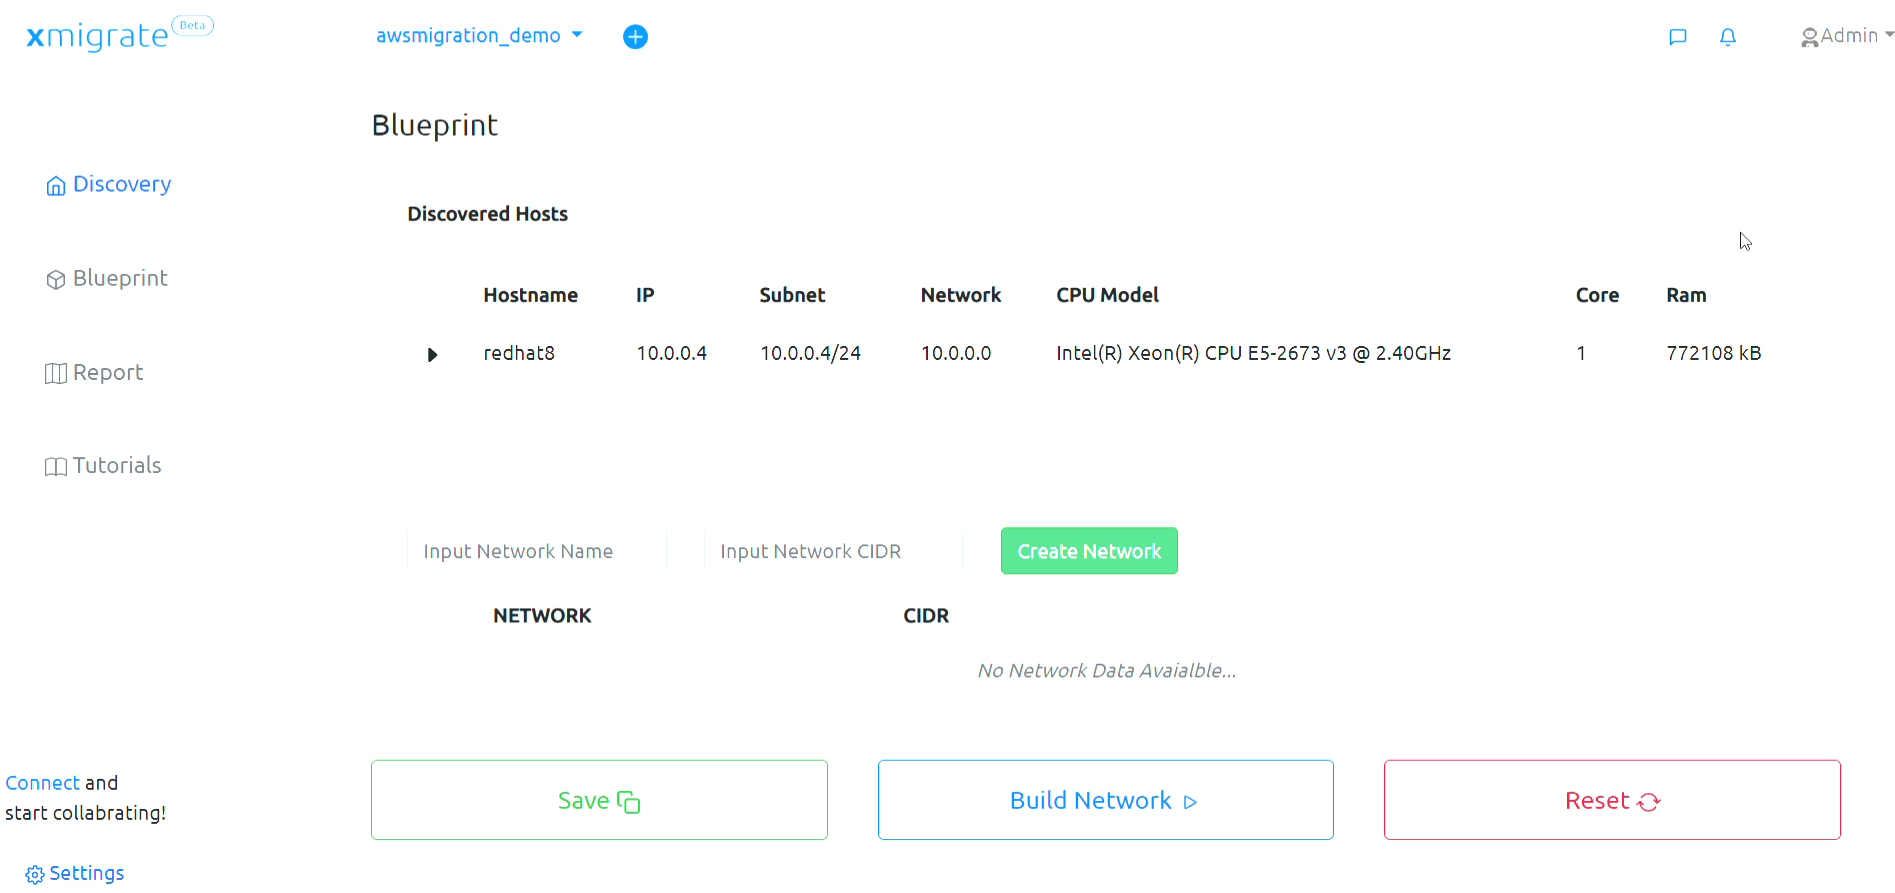 xmigrate Beta
awsmigration_demo
Admin
Blueprint
Discovery
Blueprint
Report
Tutorials
Discovered Hosts
Hostname IP Subnet Network CPU Model Core Ram
redhat8 10.0.0.4 10.0.0.4/24 10.0.0.0 Intel(R) Xeon(R) CPU E5-2673 v3 @ 2.40GHz 1 772108 kB
Input Network Name Input Network CIDR Create Network
NETWORK CIDR
No Network Data Avaialble...
Save Build Network Reset
Connect and
start collabrating!
Settings